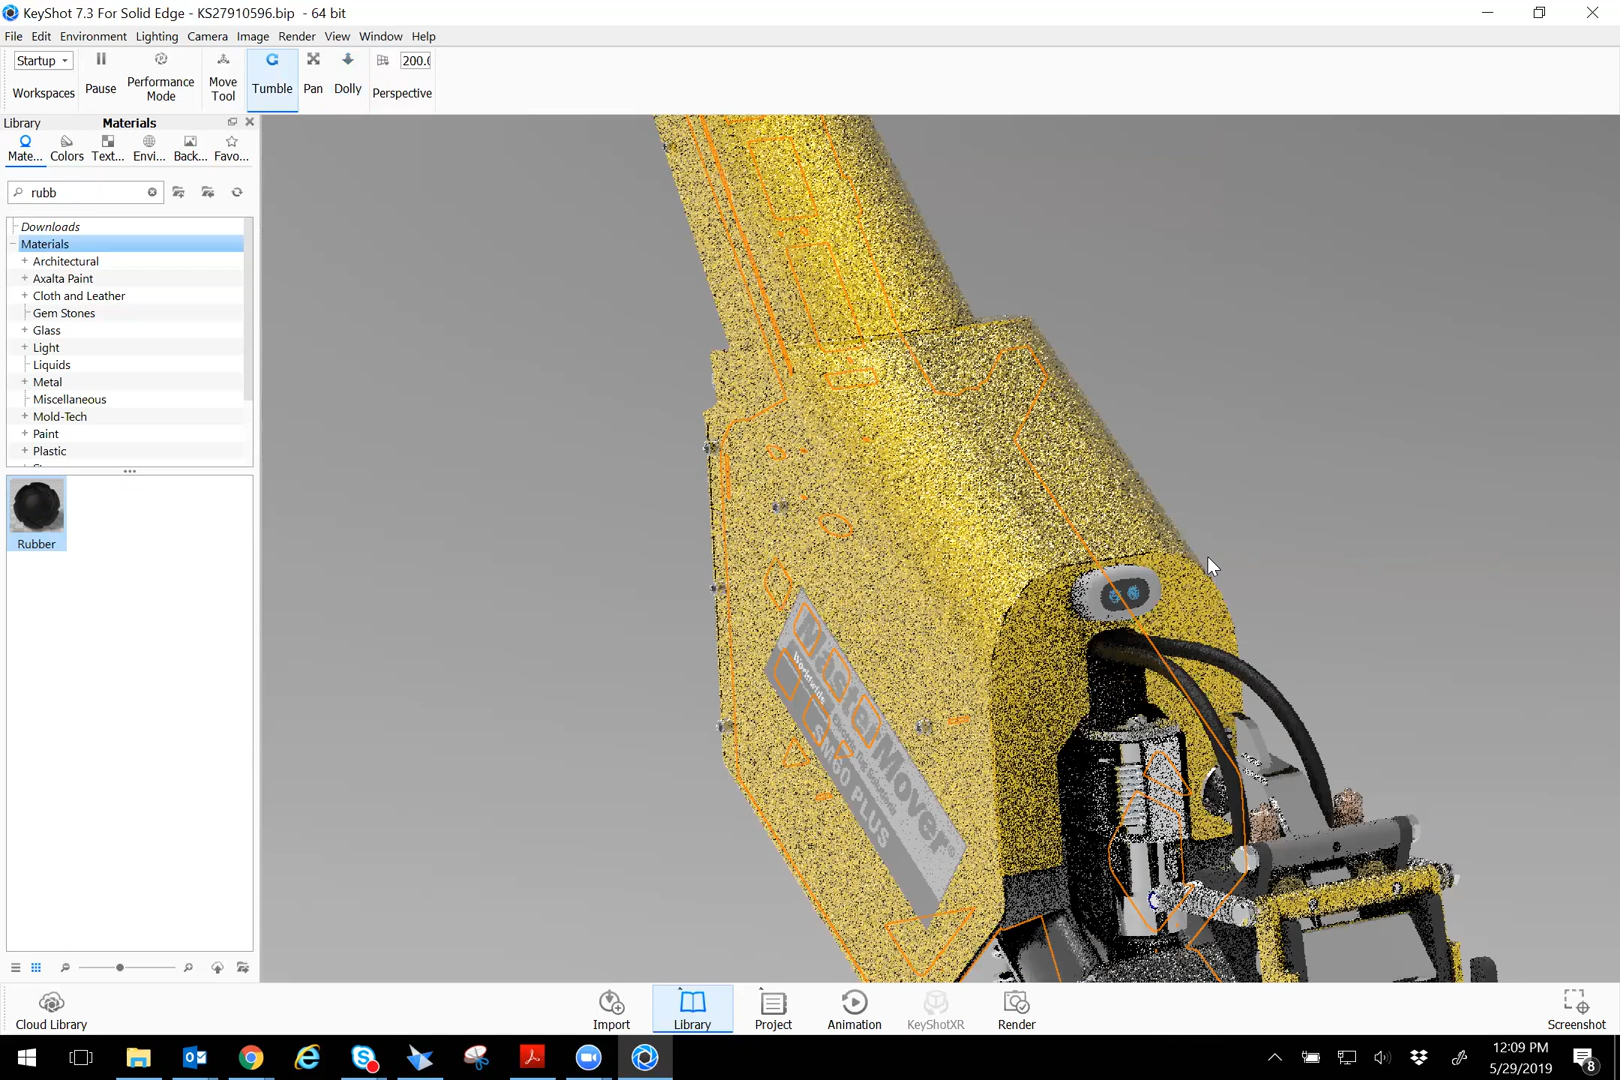 KeyShot 7.3 For Solid Edge - KS27910596.bip - 64 bit
File Edit Environment Lighting Camera Image Render View Window Help
Startup
200.0
Workspaces
Pause
Performance
Mode
Move
Tool
Tumble
Pan
Dolly
Perspective
Library
Materials
Mate... Colors Text... Envi... Back... Favo...
rubb
Downloads
Materials
Architectural
Axalta Paint
Cloth and Leather
Gem Stones
Glass
Light
Liquids
Metal
Miscellaneous
Mold-Tech
Paint
Plastic
Rubber
MasterMover®
Worldwide
SM60 PLUS
Cloud Library
Import
Library
Project
Animation
KeyShotXR
Render
Screenshot
12:09 PM
5/29/2019
8